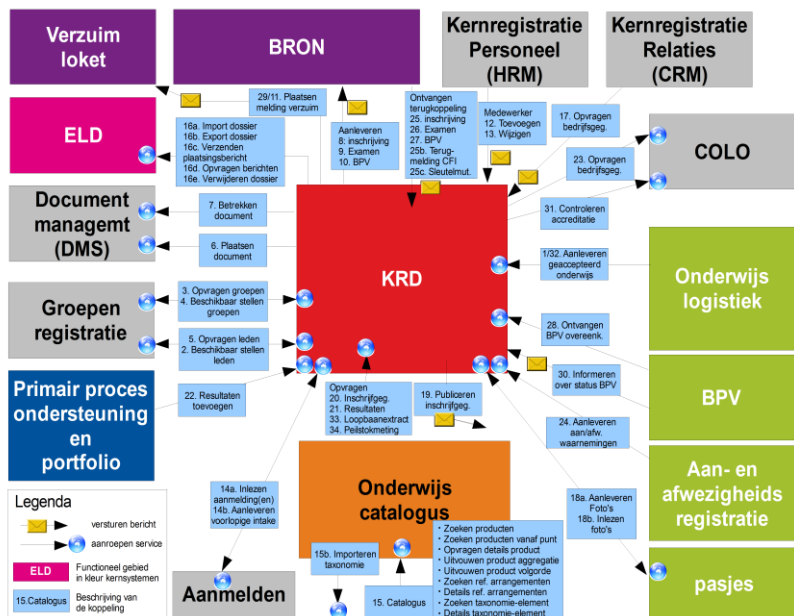 Verzuim
loket
BRON
Kernregistratie
Personeel
(HRM)
Kernregistratie
Relaties
(CRM)
29/11. Plaatsen
melding verzuim
ELD
16a. Import dossier
16b. Export dossier
16c. Verzenden
plaatsingsbericht
16d. Opvragen berichten
16e. Verwijderen dossier
Aanleveren
8: inschrijving
9. Examen
10. BPV
Ontvangen
terugkoppeling
25. inschrijving
26. Examen
27. BPV
25b. Terug-
melding CFI
25c. Sleutelmut.
Medewerker
12. Toevoegen
13. Wijzigen
17. Opvragen
bedrijfsgeg.
23. Opvragen
bedrijfsgeg.
COLO
Document
managemt
(DMS)
7. Betrekken
document
6. Plaatsen
document
31. Controleren
accreditatie
KRD
1/32. Aanleveren
geaccepteerd
onderwijs
Onderwijs
logistiek
Groepen
registratie
3. Opvragen groepen
4. Beschikbaar stellen
groepen
5. Opvragen leden
2. Beschikbaar stellen
leden
28. Ontvangen
BPV overeenk.
30. Informeren
over status BPV
BPV
Primair proces
ondersteuning
en
portfolio
22. Resultaten
toevoegen
Opvragen
20. Inschrijfgeg.
21. Resultaten
33. Loopbaanextract
34. Peilstokmeting
19. Publiceren
inschrijfgeg.
24. Aanleveren
aan/afw.
waarnemingen
Aan- en
afwezigheids
registratie
Legenda
versturen bericht
aanroepen service
ELD
Functioneel gebied
in kleur kernsystemen
15.Catalogus
Beschrijving van
de koppeling
14a. Inlezen
aanmelding(en)
14b. Aanleveren
voorlopige intake
Aanmelden
Onderwijs
catalogus
15b. Importeren
taxonomie
15. Catalogus
• Zoeken producten
• Zoeken producten vanaf punt
• Opvragen details product
• Uitvouwen product aggregatie
• Uitvouwen product volgorde
• Zoeken ref. arrangementen
• Details ref. arrangementen
• Zoeken taxonomie-element
• Details taxonomie-element
18a. Aanleveren
Foto's
18b. Inlezen
foto's
pasjes